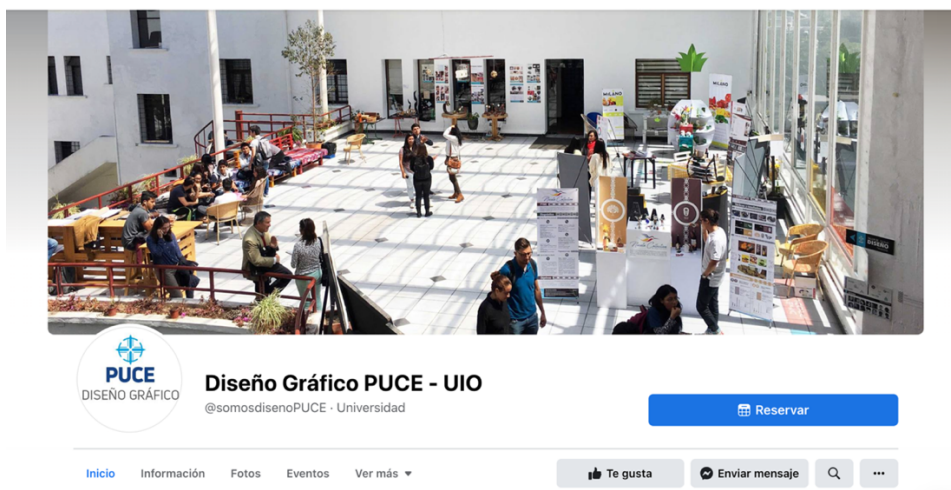 MILÁNO
DISEÑO
PUCE
DISEÑO GRÁFICO
Diseño Gráfico PUCE - UIO
@somosdisenoPUCE · Universidad
Reservar
Inicio
Información
Fotos
Eventos
Ver más
Te gusta
Enviar mensaje